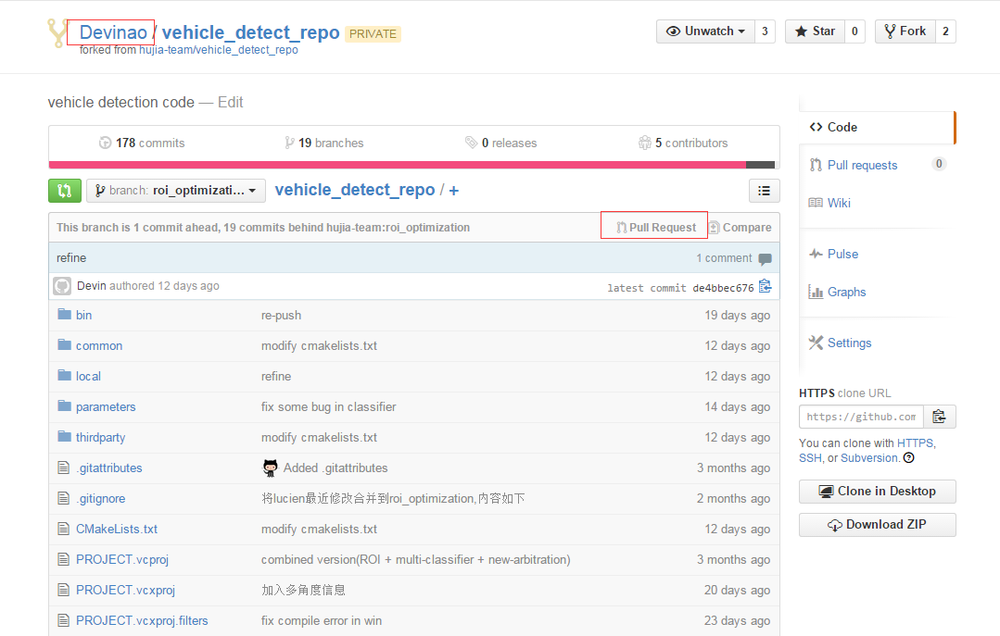 Devinao / vehicle_detect_repo PRIVATE
forked from hujia-team/vehicle_detect_repo
Unwatch 3 Star 0 Fork 2
vehicle detection code — Edit
178 commits 19 branches 0 releases 5 contributors
branch: roi_optimizati... vehicle_detect_repo / +
This branch is 1 commit ahead, 19 commits behind hujia-team:roi_optimization Pull Request Compare
refine 1 comment
Devin authored 12 days ago latest commit de4bbec676
bin re-push 19 days ago
common modify cmakelists.txt 12 days ago
local refine 12 days ago
parameters fix some bug in classifier 14 days ago
thirdparty modify cmakelists.txt 12 days ago
.gitattributes Added .gitattributes 3 months ago
.gitignore 将lucien最近修改合并到roi_optimization,内容如下 2 months ago
CMakeLists.txt modify cmakelists.txt 12 days ago
PROJECT.vcproj combined version(ROI + multi-classifier + new-arbitration) 3 months ago
PROJECT.vcxproj 加入多角度信息 20 days ago
PROJECT.vcxproj.filters fix compile error in win 23 days ago
Code
Pull requests 0
Wiki
Pulse
Graphs
Settings
HTTPS clone URL
https://github.com
You can clone with HTTPS,
SSH, or Subversion.
Clone in Desktop
Download ZIP